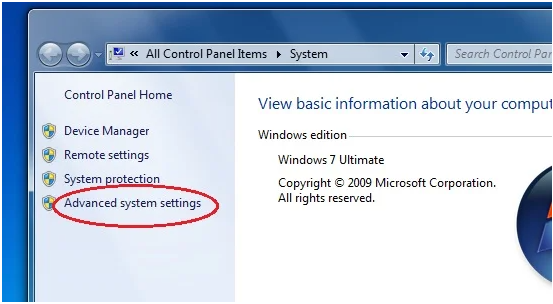 « All Control Panel Items System Search Control Pan
Control Panel Home
Device Manager
Remote settings
System protection
Advanced system settings
View basic information about your comput
Windows edition
Windows 7 Ultimate
Copyright © 2009 Microsoft Corporation.
All rights reserved.